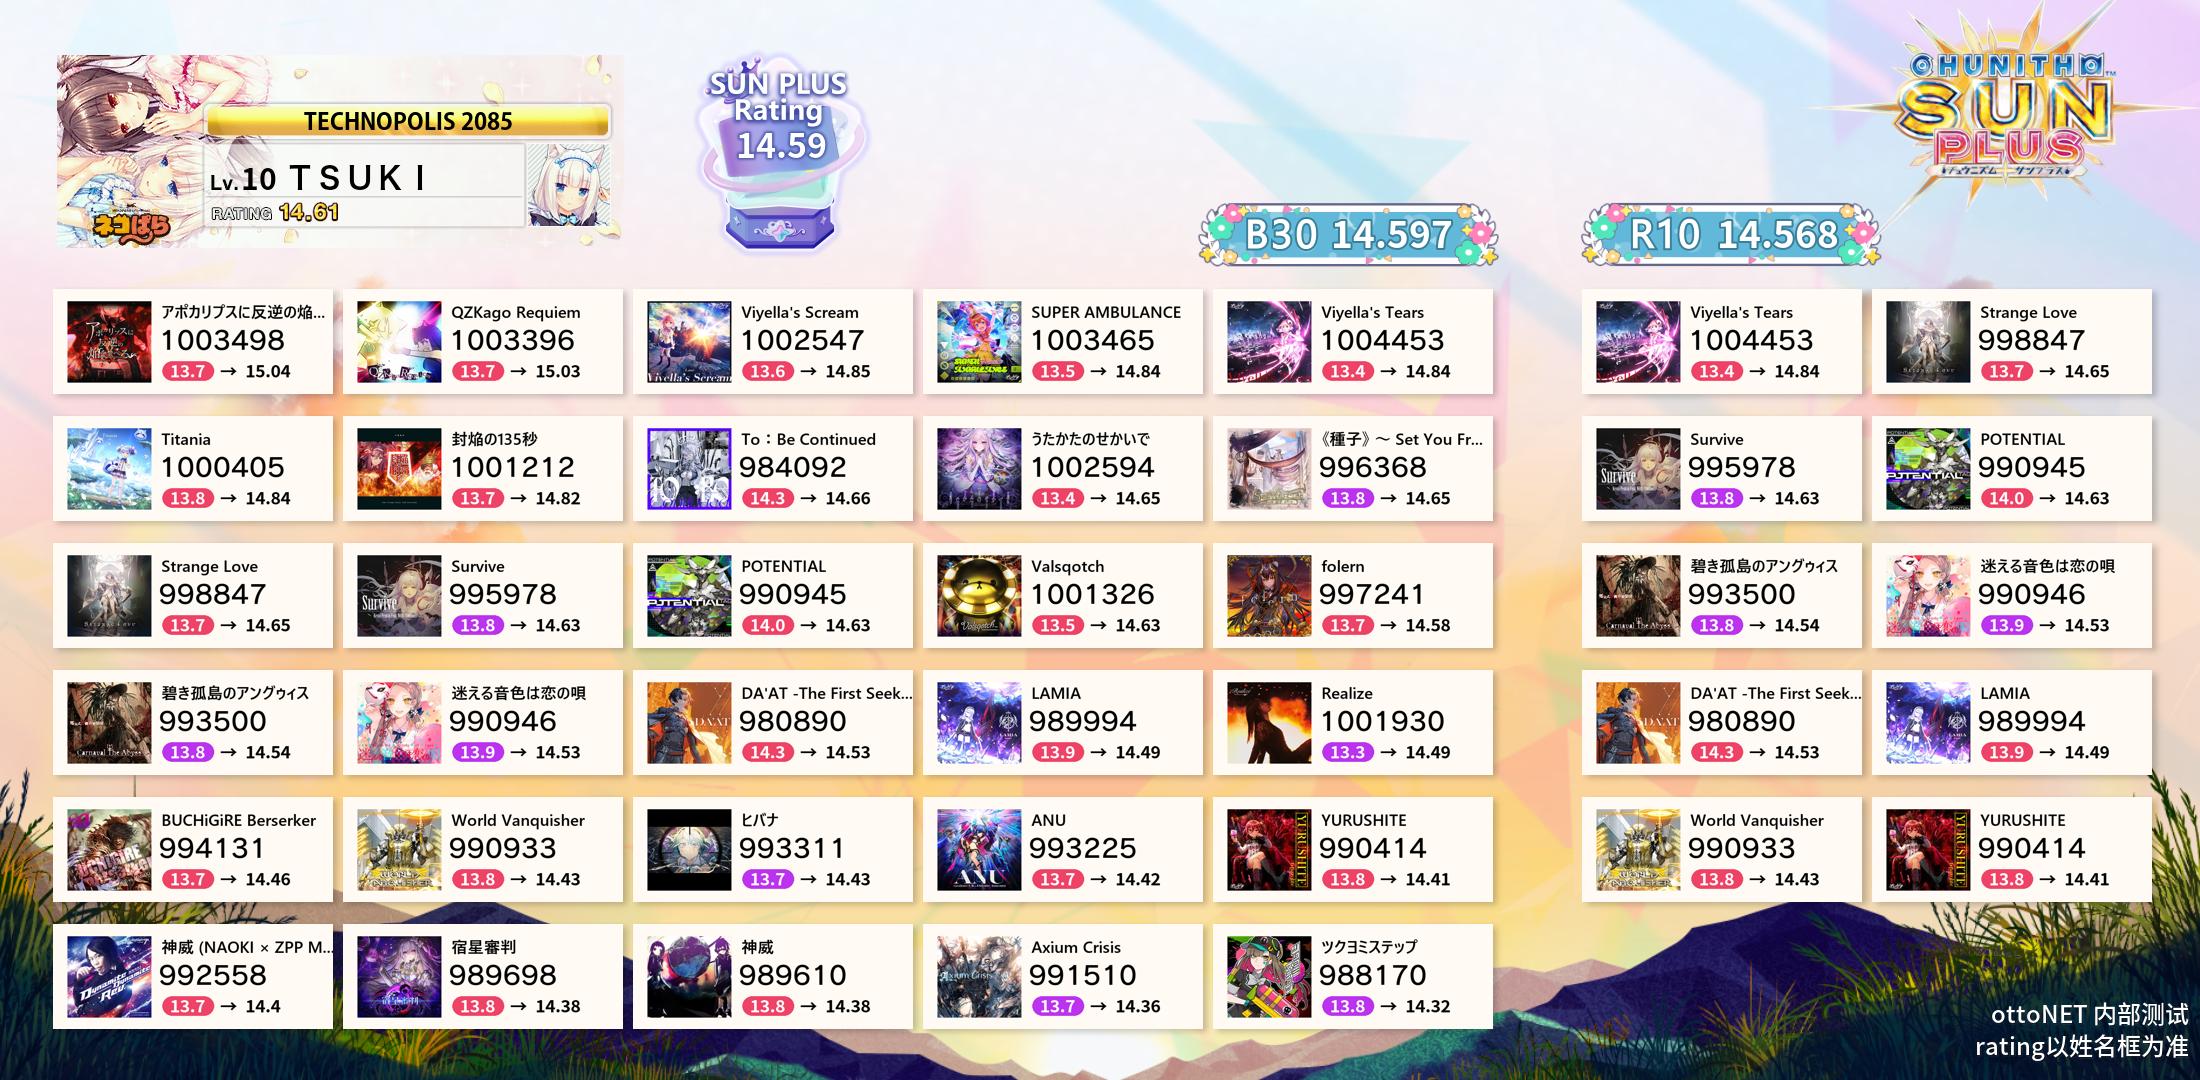 TECHNOPOLIS 2085
Lv.10 TSUKI
RATING 14.61
ネコぱら
SUN PLUS
Rating
14.59
CHUNITHM
SUN
PLUS
B30 14.597
R10 14.568
アポカリプスに反逆の焔...
1003498
13.7 → 15.04
QZKago Requiem
1003396
13.7 → 15.03
Viyella's Scream
1002547
13.6 → 14.85
SUPER AMBULANCE
1003465
13.5 → 14.84
Viyella's Tears
1004453
13.4 → 14.84
Titania
1000405
13.8 → 14.84
封焔の135秒
1001212
13.7 → 14.82
To：Be Continued
984092
14.3 → 14.66
うたかたのせかいで
1002594
13.4 → 14.65
《種子》～ Set You Fr...
996368
13.8 → 14.65
Strange Love
998847
13.7 → 14.65
Survive
995978
13.8 → 14.63
POTENTIAL
990945
14.0 → 14.63
Valsqotch
1001326
13.5 → 14.63
folern
997241
13.7 → 14.58
碧き孤島のアングゥィス
993500
13.8 → 14.54
迷える音色は恋の唄
990946
13.9 → 14.53
DA'AT -The First Seek...
980890
14.3 → 14.53
LAMIA
989994
13.9 → 14.49
Realize
1001930
13.3 → 14.49
BUCHiGiRE Berserker
994131
13.7 → 14.46
World Vanquisher
990933
13.8 → 14.43
ヒバナ
993311
13.7 → 14.43
ANU
993225
13.7 → 14.42
YURUSHITE
990414
13.8 → 14.41
神威 (NAOKI × ZPP M...
992558
13.7 → 14.4
宿星審判
989698
13.8 → 14.38
神威
989610
13.8 → 14.38
Axium Crisis
991510
13.7 → 14.36
ツクヨミステップ
988170
13.8 → 14.32
Viyella's Tears
1004453
13.4 → 14.84
Strange Love
998847
13.7 → 14.65
Survive
995978
13.8 → 14.63
POTENTIAL
990945
14.0 → 14.63
碧き孤島のアングゥィス
993500
13.8 → 14.54
迷える音色は恋の唄
990946
13.9 → 14.53
DA'AT -The First Seek...
980890
14.3 → 14.53
LAMIA
989994
13.9 → 14.49
World Vanquisher
990933
13.8 → 14.43
YURUSHITE
990414
13.8 → 14.41
ottoNET 内部测试
rating以姓名框为准